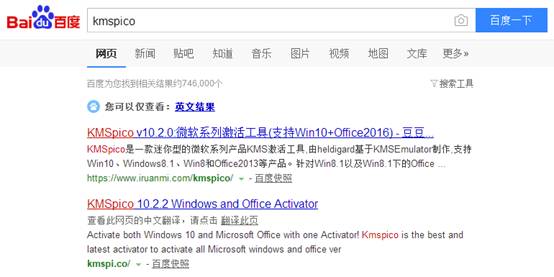 Bai du 百度 kmspico 百度一下
网页 新闻 贴吧 知道 音乐 图片 视频 地图 文库 更多»
百度为您找到相关结果约746,000个 搜索工具
您可以仅查看：英文结果
KMSpico v10.2.0:微软系列激活工具(支持Win10+Office2016) - 豆豆...
KMSpico是一款迷你型的微软系列产品KMS激活工具,由heldigard基于KMSEmulator制作,支持
Win10、Windows8.1、Win8和Office2013等产品。针对Win8.1以及Win8.1下的Office ...
https://www.iruanmi.com/kmspico/ - 百度快照
KMSpico 10.2.2 Windows and Office Activator
查看此网页的中文翻译，请点击 翻译此页
Activate both Windows 10 and Microsoft Office with one Activator! Kmspico is the best and
latest activator to activate all Microsoft windows and office ver
kmspi.co/ - 百度快照